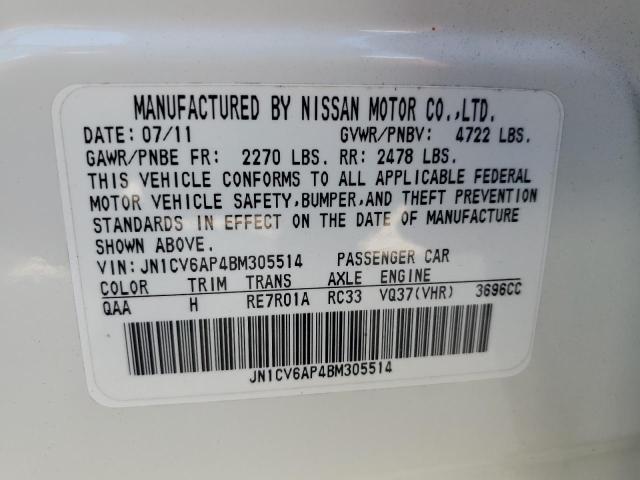 MANUFACTURED BY NISSAN MOTOR CO.,LTD.
DATE: 07/11 GVWR/PNBV: 4722 LBS.
GAWR/PNBE FR: 2270 LBS. RR: 2478 LBS.
THIS VEHICLE CONFORMS TO ALL APPLICABLE FEDERAL
MOTOR VEHICLE SAFETY,BUMPER,AND THEFT PREVENTION
STANDARDS IN EFFECT ON THE DATE OF MANUFACTURE
SHOWN ABOVE.
VIN: JN1CV6AP4BM305514 PASSENGER CAR
COLOR TRIM TRANS AXLE ENGINE
QAA H RE7R01A RC33 VQ37(VHR) 3696CC
JN1CV6AP4BM305514